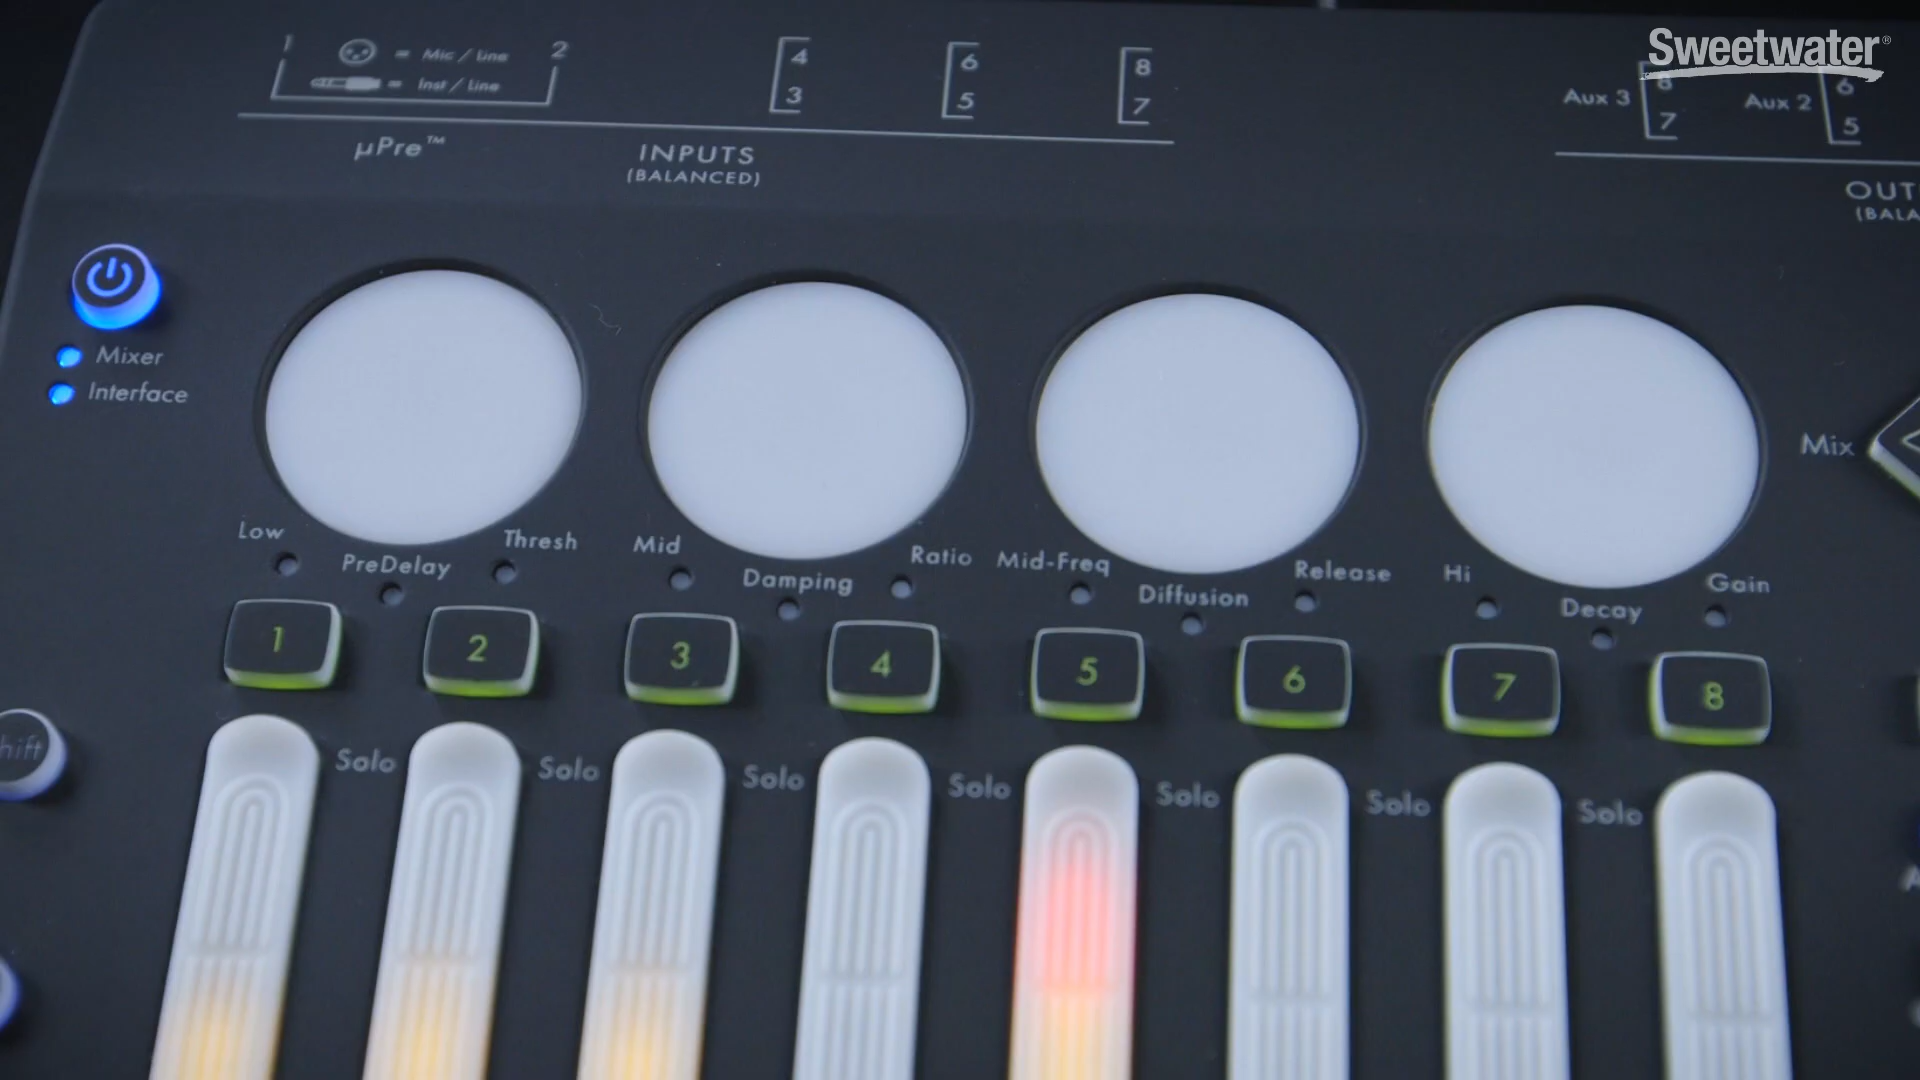 Sweetwater®
1 = Mic / Line 2
= Inst / Line
4
3
6
5
8
7
Aux 3 8
7
Aux 2 6
5
µPre™
INPUTS
(BALANCED)
Mixer
Interface
Mix
Low PreDelay Thresh
Mid Damping Ratio
Mid-Freq Diffusion Release
Hi Decay Gain
1 2 3 4 5 6 7 8
Solo Solo Solo Solo Solo Solo Solo